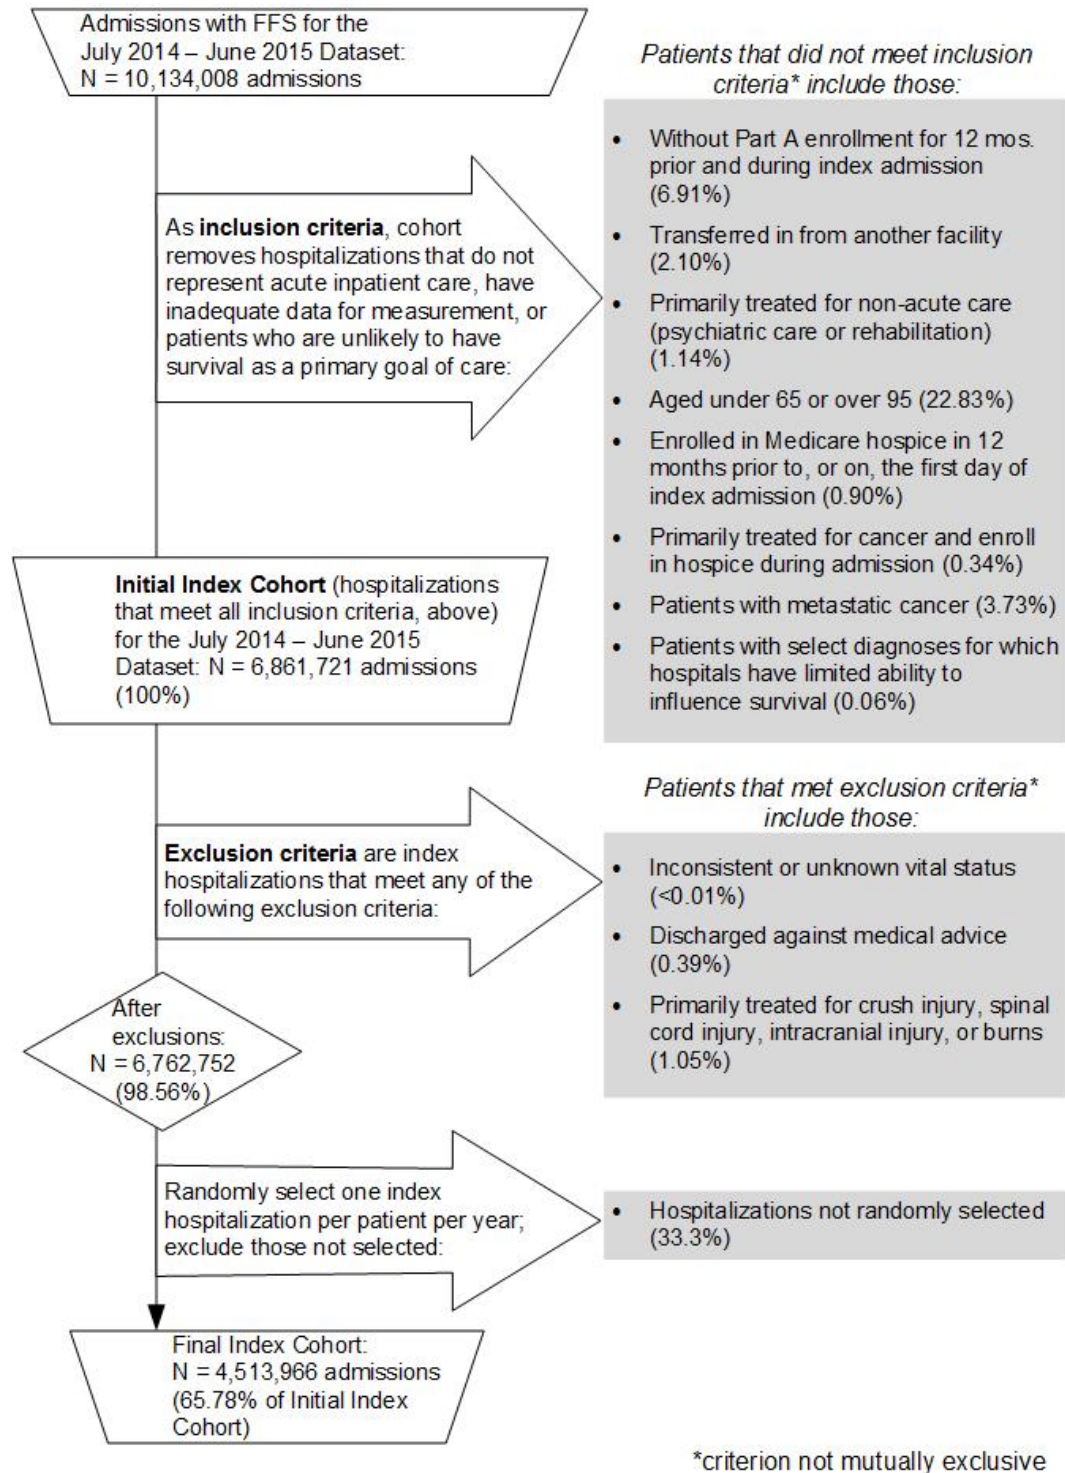 Admissions with FFS for the
July 2014 – June 2015 Dataset:
N = 10,134,008 admissions
Patients that did not meet inclusion
criteria* include those:
As inclusion criteria, cohort
removes hospitalizations that do not
represent acute inpatient care, have
inadequate data for measurement, or
patients who are unlikely to have
survival as a primary goal of care:
• Without Part A enrollment for 12 mos.
prior and during index admission
(6.91%)
• Transferred in from another facility
(2.10%)
• Primarily treated for non-acute care
(psychiatric care or rehabilitation)
(1.14%)
• Aged under 65 or over 95 (22.83%)
• Enrolled in Medicare hospice in 12
months prior to, or on, the first day of
index admission (0.90%)
• Primarily treated for cancer and enroll
in hospice during admission (0.34%)
• Patients with metastatic cancer (3.73%)
• Patients with select diagnoses for which
hospitals have limited ability to
influence survival (0.06%)
Initial Index Cohort (hospitalizations
that meet all inclusion criteria, above)
for the July 2014 – June 2015
Dataset: N = 6,861,721 admissions
(100%)
Patients that met exclusion criteria*
include those:
Exclusion criteria are index
hospitalizations that meet any of the
following exclusion criteria:
• Inconsistent or unknown vital status
(<0.01%)
• Discharged against medical advice
(0.39%)
• Primarily treated for crush injury, spinal
cord injury, intracranial injury, or burns
(1.05%)
After
exclusions:
N = 6,762,752
(98.56%)
Randomly select one index
hospitalization per patient per year;
exclude those not selected:
• Hospitalizations not randomly selected
(33.3%)
Final Index Cohort:
N = 4,513,966 admissions
(65.78% of Initial Index
Cohort)
*criterion not mutually exclusive